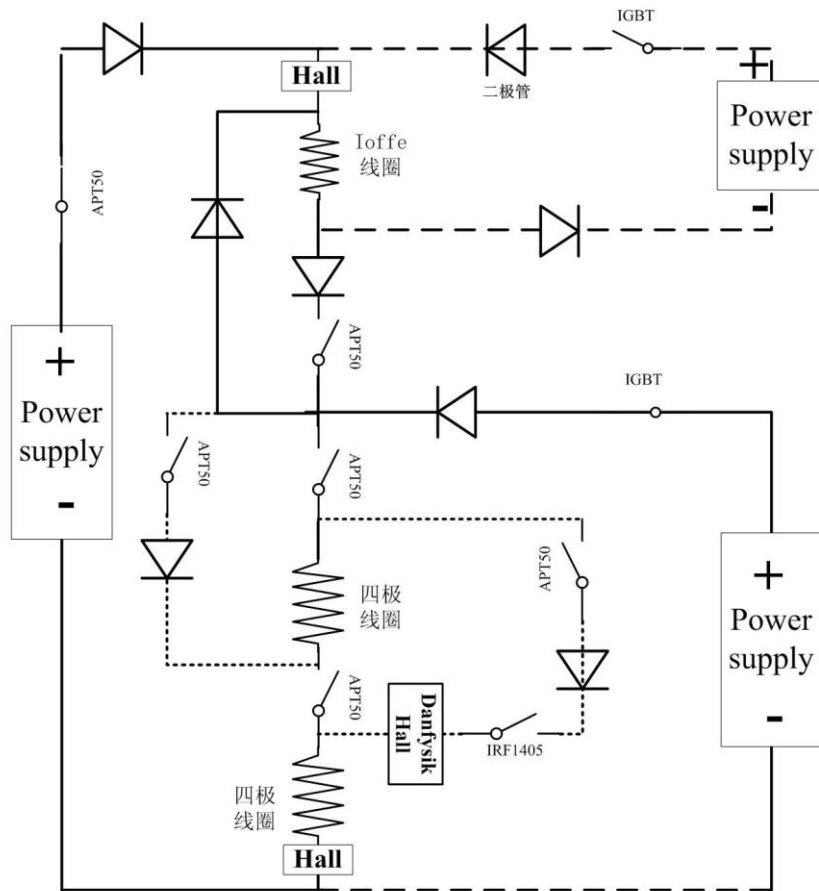 IGBT
Hall
二极管
+
Power
supply
-
Ioffe
线圈
APT50
APT50
+
Power
supply
-
IGBT
APT50
APT50
APT50
四极
线圈
+
Power
supply
-
APT50
Danfysik
Hall
IRF1405
四极
线圈
Hall